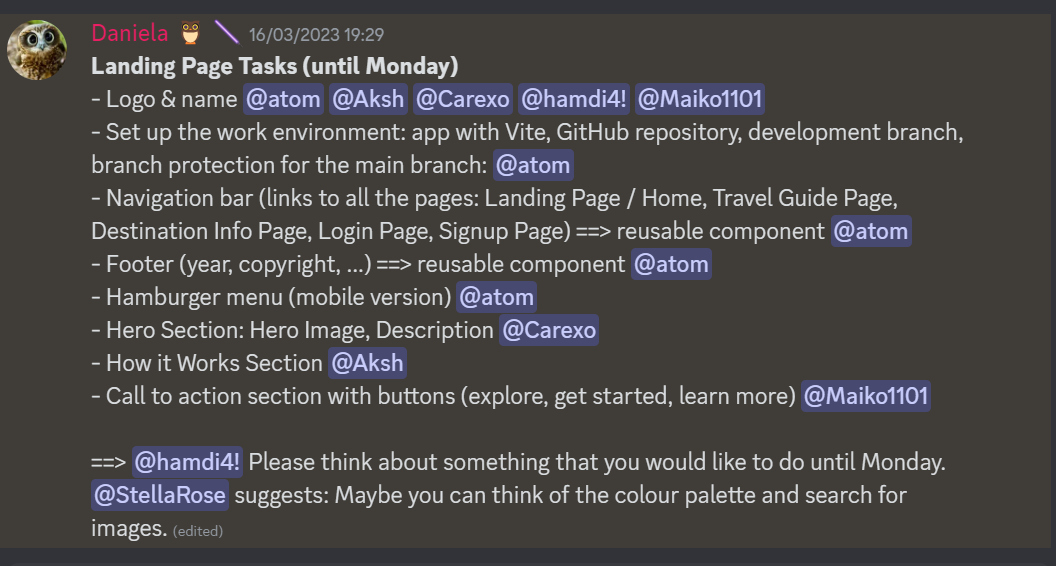 Daniela 16/03/2023 19:29
Landing Page Tasks (until Monday)
- Logo & name @atom @Aksh @Carexo @hamdi4! @Maiko1101
- Set up the work environment: app with Vite, GitHub repository, development branch,
branch protection for the main branch: @atom
- Navigation bar (links to all the pages: Landing Page / Home, Travel Guide Page,
Destination Info Page, Login Page, Signup Page) ==> reusable component @atom
- Footer (year, copyright, ...) ==> reusable component @atom
- Hamburger menu (mobile version) @atom
- Hero Section: Hero Image, Description @Carexo
- How it Works Section @Aksh
- Call to action section with buttons (explore, get started, learn more) @Maiko1101
==> @hamdi4! Please think about something that you would like to do until Monday.
@StellaRose suggests: Maybe you can think of the colour palette and search for
images. (edited)